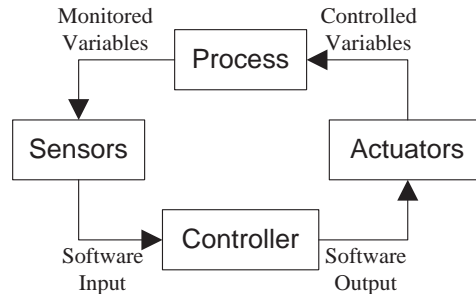 Monitored
Variables
Controlled
Variables
Process
Sensors
Actuators
Controller
Software
Input
Software
Output